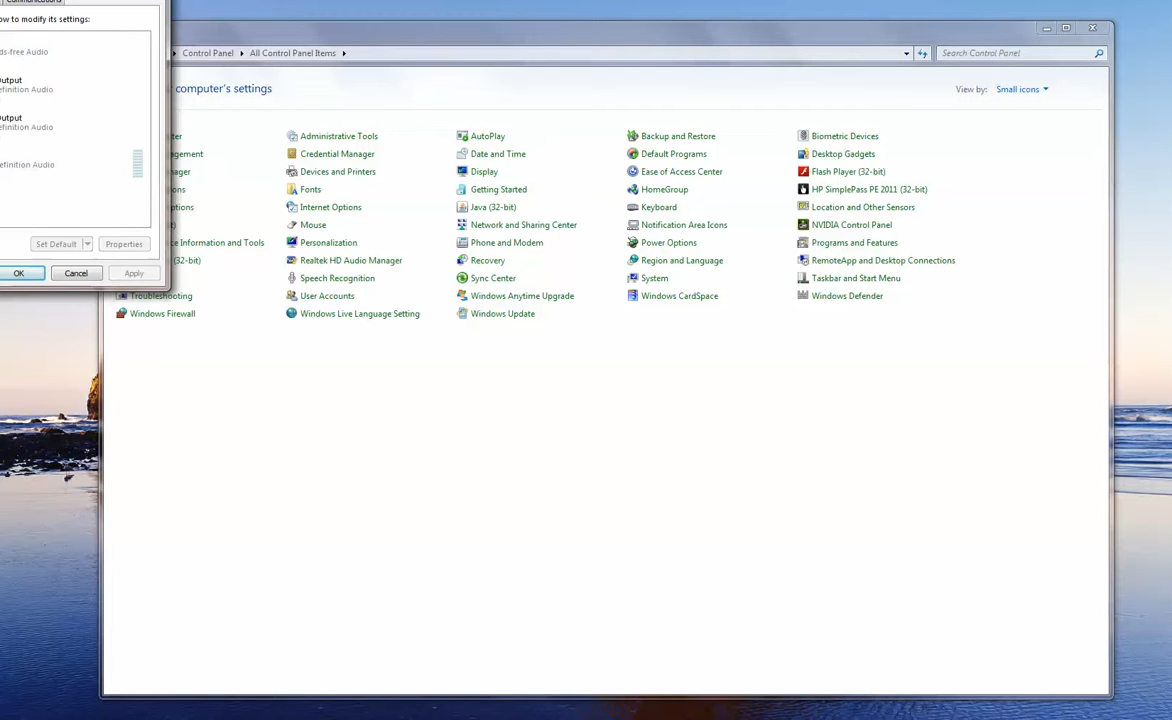 Communications
ow to modify its settings:
ds-free Audio
Output
efinition Audio
Output
efinition Audio
efinition Audio
Set Default
Properties
OK
Cancel
Apply
Control Panel
All Control Panel Items
Search Control Panel
computer's settings
View by:
Small icons
ter
Administrative Tools
AutoPlay
Backup and Restore
Biometric Devices
agement
Credential Manager
Date and Time
Default Programs
Desktop Gadgets
nager
Devices and Printers
Display
Ease of Access Center
Flash Player (32-bit)
ons
Fonts
Getting Started
HomeGroup
HP SimplePass PE 2011 (32-bit)
ptions
Internet Options
Java (32-bit)
Keyboard
Location and Other Sensors
t)
Mouse
Network and Sharing Center
Notification Area Icons
NVIDIA Control Panel
ce Information and Tools
Personalization
Phone and Modem
Power Options
Programs and Features
(32-bit)
Realtek HD Audio Manager
Recovery
Region and Language
RemoteApp and Desktop Connections
Speech Recognition
Sync Center
System
Taskbar and Start Menu
Troubleshooting
User Accounts
Windows Anytime Upgrade
Windows CardSpace
Windows Defender
Windows Firewall
Windows Live Language Setting
Windows Update